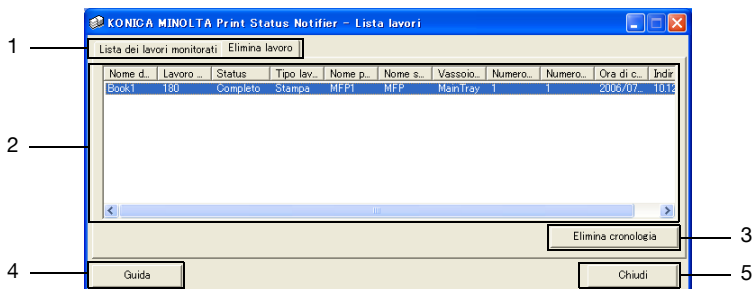 KONICA MINOLTA Print Status Notifier - Lista lavori
1 Lista dei lavori monitorati Elimina lavoro
Nome d... Lavoro ... Status Tipo lav... Nome p... Nome s... Vassoio... Numero... Numero... Ora di c... Indir
2 Book1 180 Completo Stampa MFP1 MFP MainTray 1 1 2006/07... 10.12
Elimina cronologia 3
4 Guida Chiudi 5